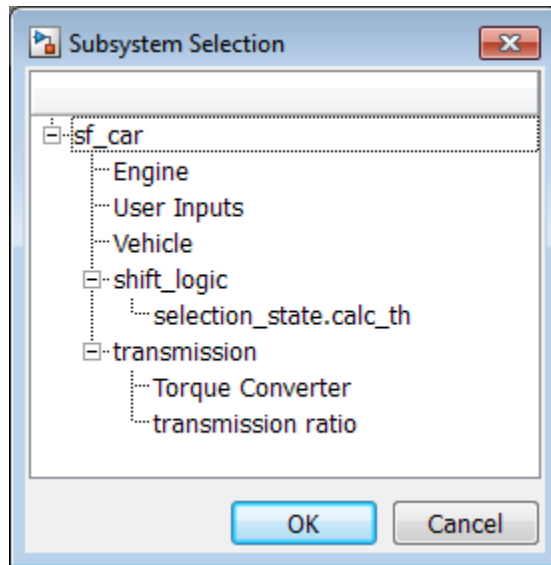 Subsystem Selection
sf_car
Engine
User Inputs
Vehicle
shift_logic
selection_state.calc_th
transmission
Torque Converter
transmission ratio
OK Cancel